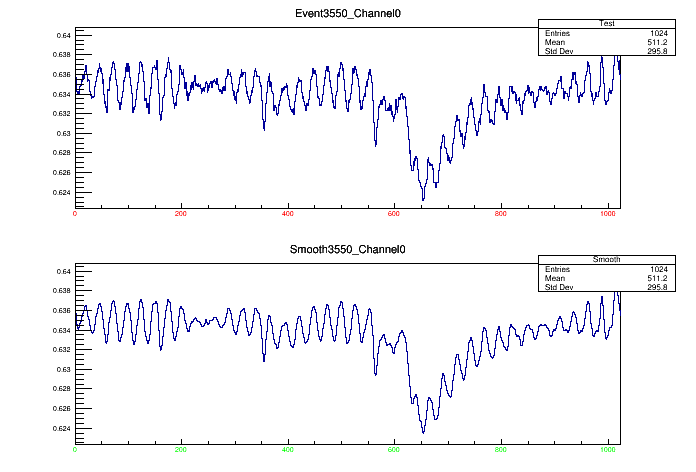 Event3550_Channel0
Test
Entries 1024
Mean 511.2
Std Dev 295.8
0.64
0.638
0.636
0.634
0.632
0.63
0.628
0.626
0.624
0 200 400 600 800 1000
Smooth3550_Channel0
Smooth
Entries 1024
Mean 511.2
Std Dev 295.8
0.64
0.638
0.636
0.634
0.632
0.63
0.628
0.626
0.624
0 200 400 600 800 1000